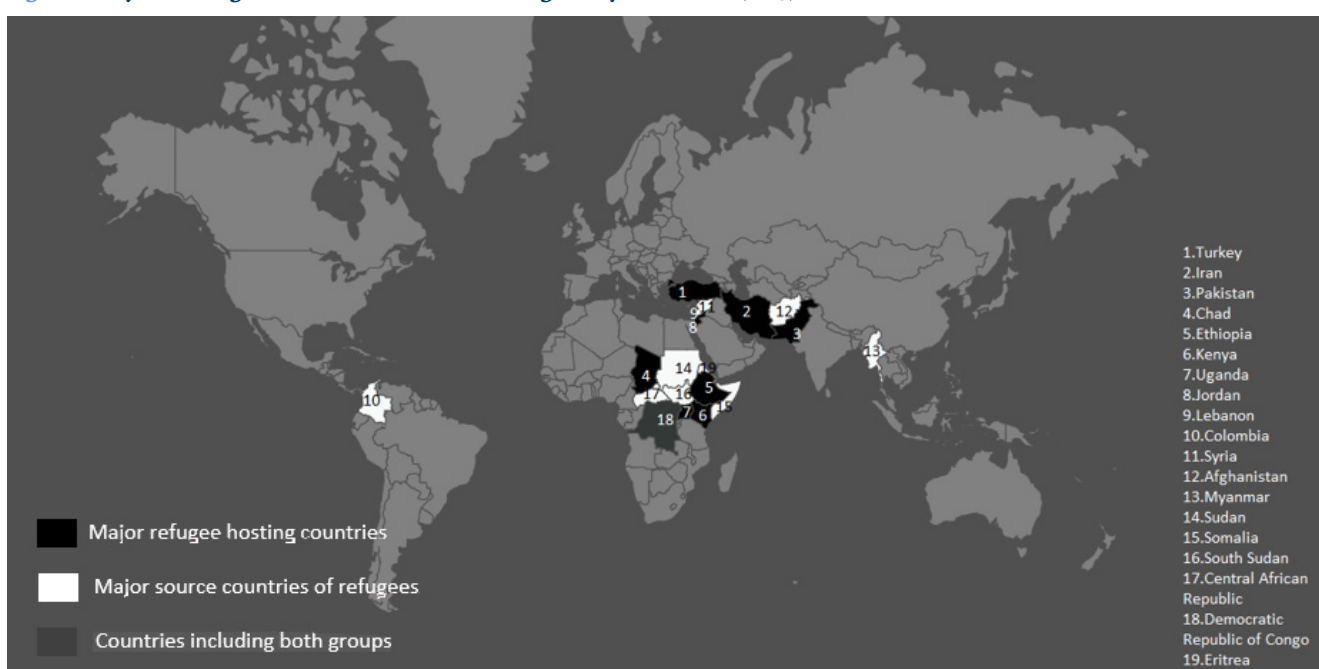 1
2
3
4
5
6
7
8
9
10
11
12
13
14
15
16
17
18
19
1.Turkey
2.Iran
3.Pakistan
4.Chad
5.Ethiopia
6.Kenya
7.Uganda
8.Jordan
9.Lebanon
10.Colombia
11.Syria
12.Afghanistan
13.Myanmar
14.Sudan
15.Somalia
16.South Sudan
17.Central African
Republic
18.Democratic
Republic of Congo
19.Eritrea
Major refugee hosting countries
Major source countries of refugees
Countries including both groups